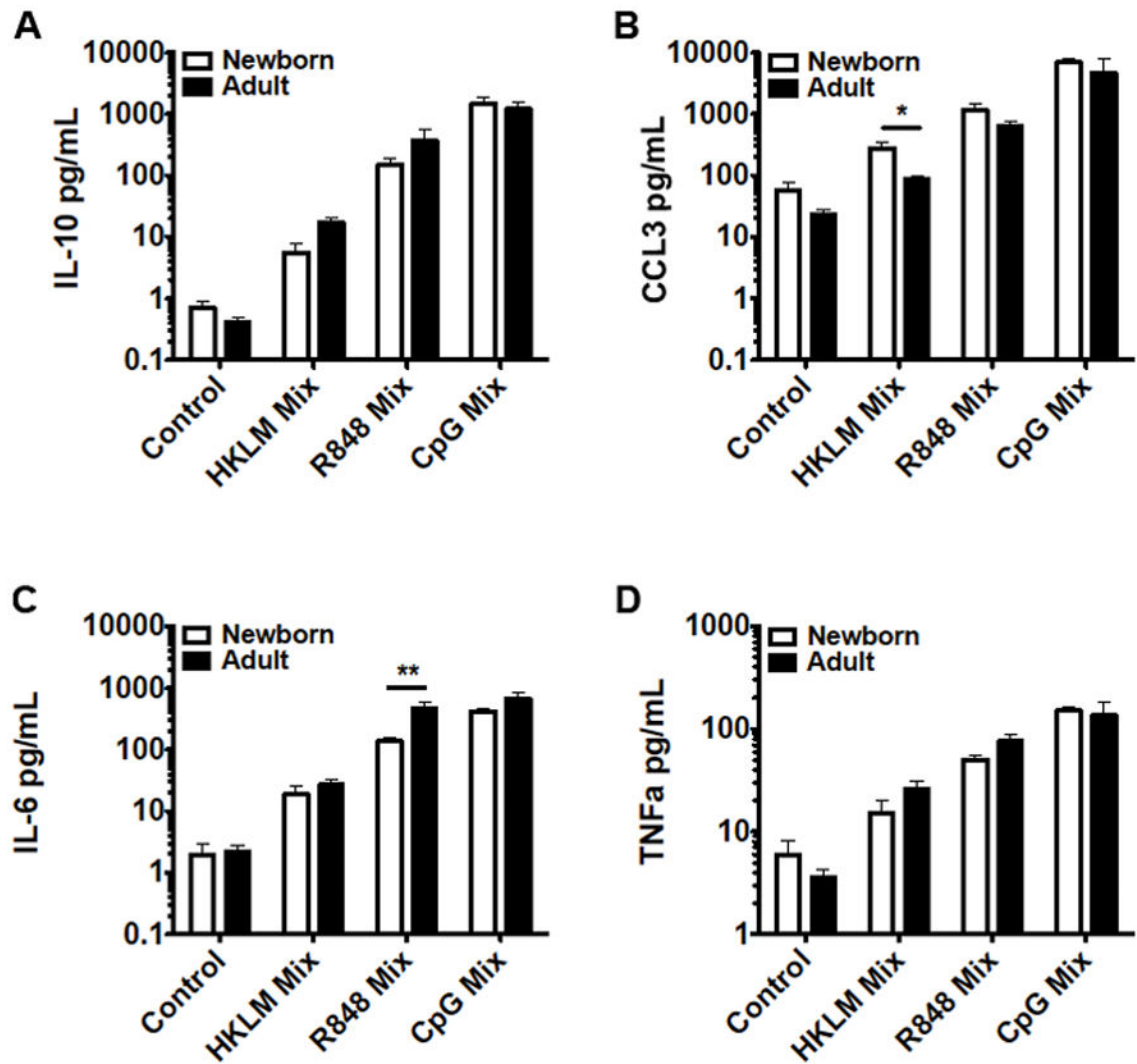 A
IL-10 pg/mL
10000
1000
100
10
1
0.1
Newborn
Adult
Control
HKLM Mix
R848 Mix
CpG Mix
B
CCL3 pg/mL
10000
1000
100
10
1
0.1
Newborn
Adult
*
Control
HKLM Mix
R848 Mix
CpG Mix
C
IL-6 pg/mL
10000
1000
100
10
1
0.1
Newborn
Adult
**
Control
HKLM Mix
R848 Mix
CpG Mix
D
TNFa pg/mL
1000
100
10
1
Newborn
Adult
Control
HKLM Mix
R848 Mix
CpG Mix